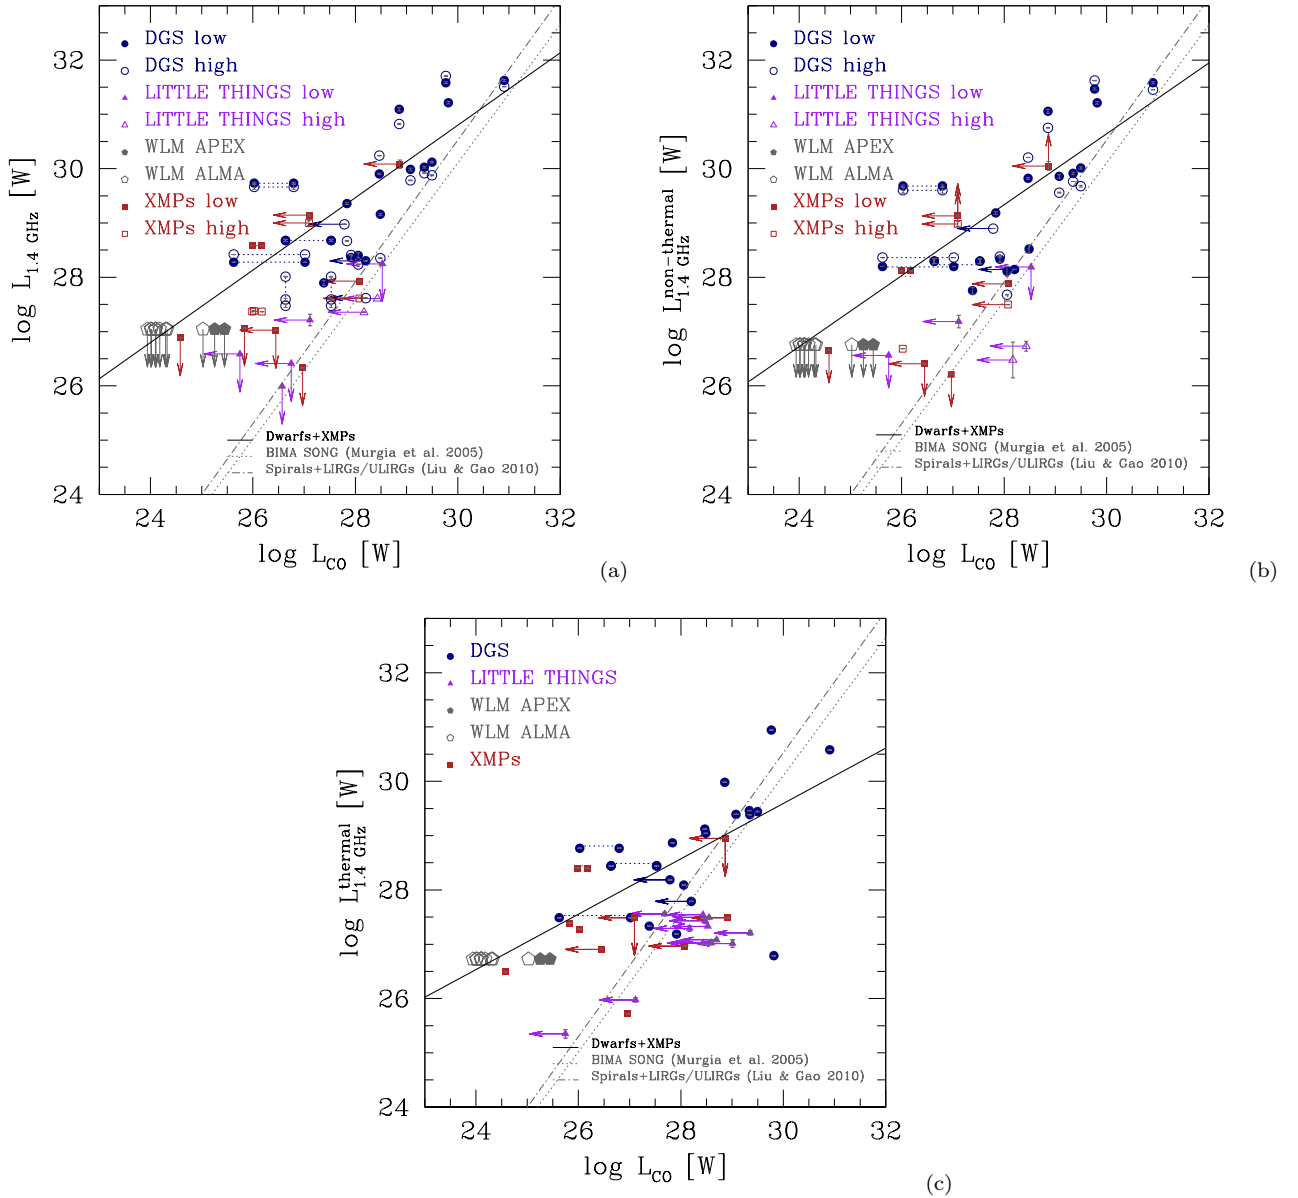 DGS low
DGS high
LITTLE THINGS low
LITTLE THINGS high
WLM APEX
WLM ALMA
XMPs low
XMPs high
32
30
28
26
24
log L1.4 GHz [W]
Dwarfs+XMPs
BIMA SONG (Murgia et al. 2005)
Spirals+LIRGs/ULIRGs (Liu & Gao 2010)
24 26 28 30 32
log LCO [W]
(a)
DGS low
DGS high
LITTLE THINGS low
LITTLE THINGS high
WLM APEX
WLM ALMA
XMPs low
XMPs high
32
30
28
26
24
log Lnon-thermal 1.4 GHz [W]
Dwarfs+XMPs
BIMA SONG (Murgia et al. 2005)
Spirals+LIRGs/ULIRGs (Liu & Gao 2010)
24 26 28 30 32
log LCO [W]
(b)
DGS
LITTLE THINGS
WLM APEX
WLM ALMA
XMPs
32
30
28
26
24
log Lthermal 1.4 GHz [W]
Dwarfs+XMPs
BIMA SONG (Murgia et al. 2005)
Spirals+LIRGs/ULIRGs (Liu & Gao 2010)
24 26 28 30 32
log LCO [W]
(c)